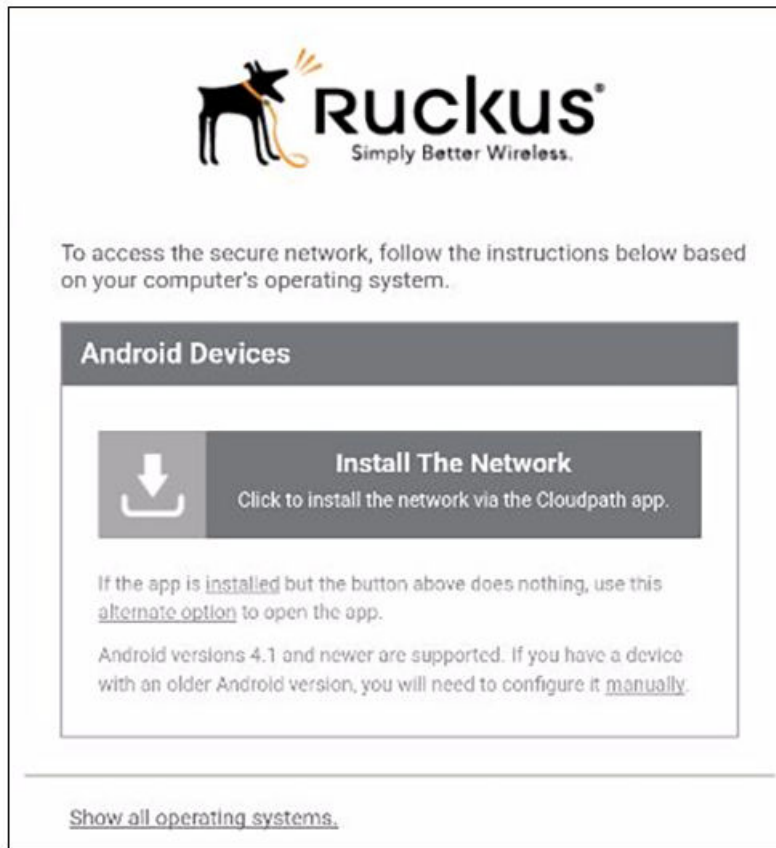 RUCKUS®
Simply Better Wireless.
To access the secure network, follow the instructions below based
on your computer's operating system.
Android Devices
Install The Network
Click to install the network via the Cloudpath app.
If the app is installed but the button above does nothing, use this
alternate option to open the app.
Android versions 4.1 and newer are supported. If you have a device
with an older Android version, you will need to configure it manually.
Show all operating systems.